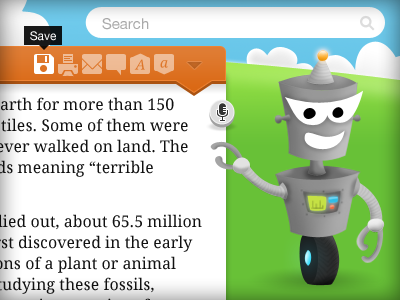 Search
Save
A a
arth for more than 150
tiles. Some of them were
ever walked on land. The
ds meaning “terrible
lied out, about 65.5 million
rst discovered in the early
ons of a plant or animal
tudying these fossils,